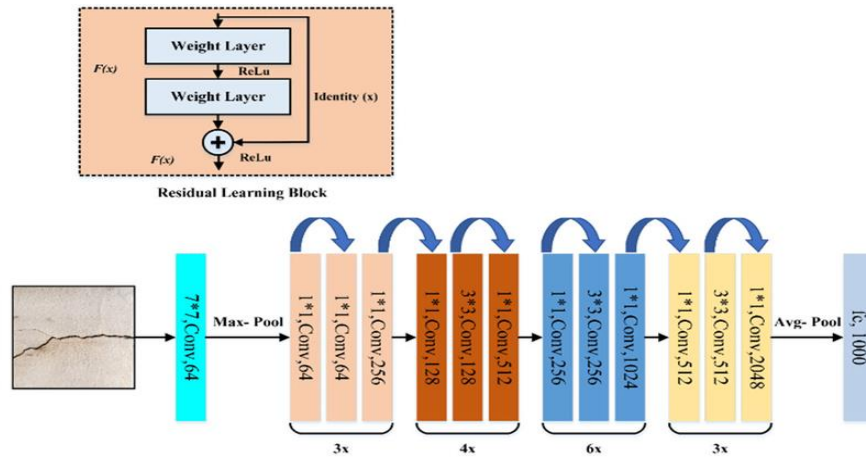 Weight Layer
F(x)
ReLu
Weight Layer
Identity (x)
+
F(x)
ReLu
Residual Learning Block
7*7,Conv,64
Max- Pool
1*1,Conv,64
1*1,Conv,64
1*1,Conv,256
1*1,Conv,128
3*3,Conv,128
1*1,Conv,512
1*1,Conv,256
3*3,Conv,256
1*1,Conv,1024
1*1,Conv,512
3*3,Conv,512
1*1,Conv,2048
Avg- Pool
fc, 1000
3x
4x
6x
3x